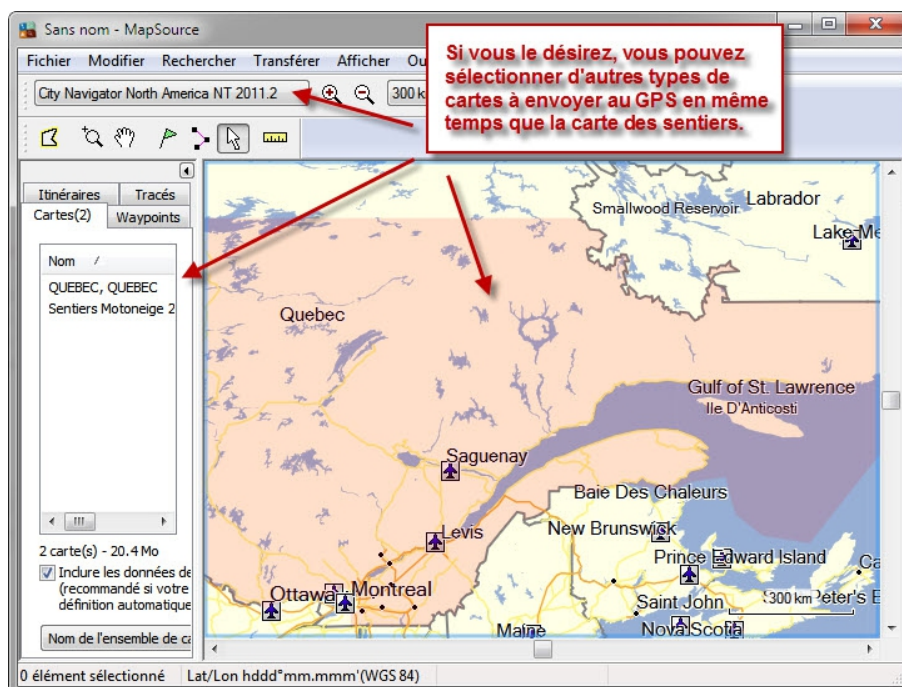 Sans nom - MapSource
Fichier Modifier Rechercher Transférer Afficher Ou
City Navigator North America NT 2011.2
300 k
Si vous le désirez, vous pouvez
sélectionner d'autres types de
cartes à envoyer au GPS en même
temps que la carte des sentiers.
Itinéraires Tracés
Cartes(2) Waypoints
Nom
QUEBEC, QUEBEC
Sentiers Motoneige 2
2 carte(s) - 20.4 Mo
Inclure les données de
(recommandé si votre
définition automatique
Nom de l'ensemble de ca
Smallwood Reservoir
Labrador
Lake Me
Quebec
Gulf of St. Lawrence
Ile D'Anticosti
Saguenay
Baie Des Chaleurs
Levis
New Brunswick
Prince Edward Island
Ca
Ottawa
Montreal
Saint John
300 km
Peter's E
Maine
Nova Scotia
0 élément sélectionné Lat/Lon hddd°mm.mmm'(WGS 84)